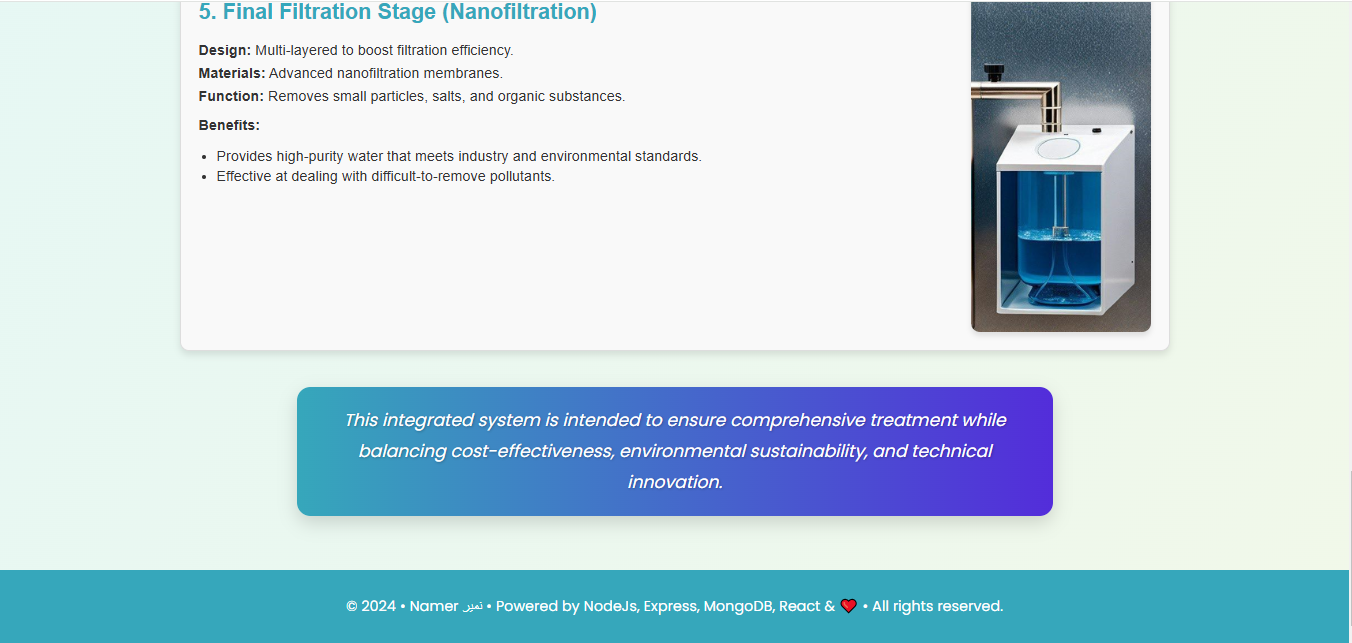 5. Final Filtration Stage (Nanofiltration)
Design: Multi-layered to boost filtration efficiency.
Materials: Advanced nanofiltration membranes.
Function: Removes small particles, salts, and organic substances.
Benefits:
• Provides high-purity water that meets industry and environmental standards.
• Effective at dealing with difficult-to-remove pollutants.
This integrated system is intended to ensure comprehensive treatment while
balancing cost-effectiveness, environmental sustainability, and technical
innovation.
© 2024 • Namer نمير • Powered by NodeJs, Express, MongoDB, React & ❤️ • All rights reserved.